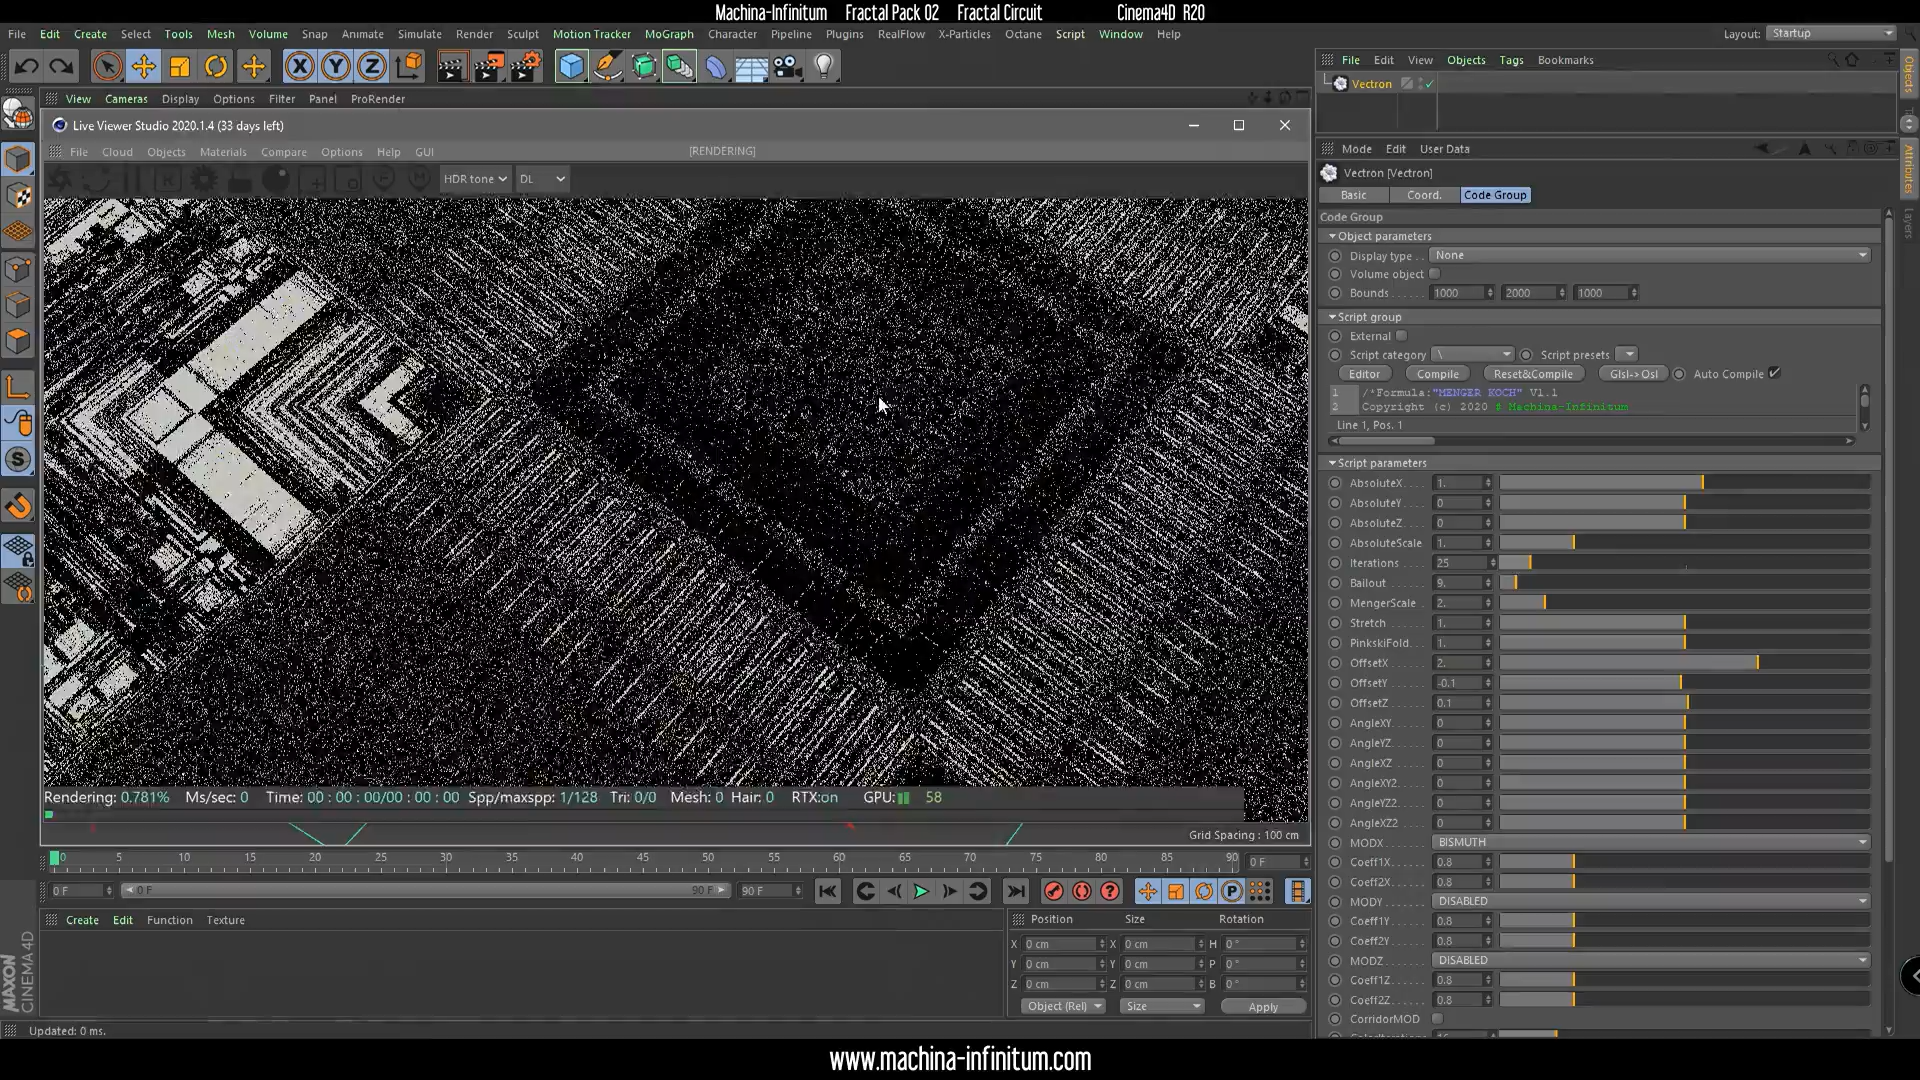 Machina-Infinitum Fractal Pack 02 Fractal Circuit Cinema4D R20
File Edit Create Select Tools Mesh Volume Snap Animate Simulate Render Sculpt Motion Tracker MoGraph Character Pipeline Plugins RealFlow X-Particles Octane Script Window Help
Layout: Startup
X Y Z
File Edit View Objects Tags Bookmarks
Vectron
Objects
View Cameras Display Options Filter Panel ProRender
Live Viewer Studio 2020.1.4 (33 days left)
File Cloud Objects Materials Compare Options Help GUI
[RENDERING]
HDR tone DL
Mode Edit User Data
Attributes
Layers
Vectron [Vectron]
Basic Coord. Code Group
Code Group
Object parameters
Display type . . None
Volume object
Bounds . . . . . . 1000 2000 1000
Script group
External
Script category \ Script presets
Editor Compile Reset&Compile Glsl->Osl Auto Compile
1 /*Formula:"MENGER KOCH" V1.1
2 Copyright (c) 2020 # Machina-Infinitum
Line 1, Pos. 1
Script parameters
AbsoluteX. . . . 1.
AbsoluteY. . . . 0
AbsoluteZ. . . . 0
AbsoluteScale 1.
Iterations . . . . 25
Bailout . . . . . . 9.
MengerScale . 2.
Stretch . . . . . . 1.
PinkskiFold. . . 1.
OffsetX . . . . . . 2.
OffsetY . . . . . . -0.1
OffsetZ . . . . . . 0.1
AngleXY. . . . . 0
AngleYZ. . . . . 0
AngleXZ. . . . . 0
AngleXY2. . . . 0
AngleYZ2. . . . 0
AngleXZ2 . . . . 0
MODX . . . . . . BISMUTH
Coeff1X . . . . . 0.8
Coeff2X . . . . . 0.8
MODY . . . . . . DISABLED
Coeff1Y . . . . . 0.8
Coeff2Y . . . . . 0.8
MODZ . . . . . . DISABLED
Coeff1Z . . . . . 0.8
Coeff2Z . . . . . 0.8
CorridorMOD
Rendering: 0.781% Ms/sec: 0 Time: 00 : 00 : 00/00 : 00 : 00 Spp/maxspp: 1/128 Tri: 0/0 Mesh: 0 Hair: 0 RTX:on GPU: 58
Grid Spacing : 100 cm
0 5 10 15 20 25 30 35 40 45 50 55 60 65 70 75 80 85 90 0 F
0 F 0 F 90 F 90 F
Create Edit Function Texture
Position Size Rotation
X 0 cm X 0 cm H 0 °
Y 0 cm Y 0 cm P 0 °
Z 0 cm Z 0 cm B 0 °
Object (Rel) Size Apply
MAXON
CINEMA 4D
Updated: 0 ms.
www.machina-infinitum.com